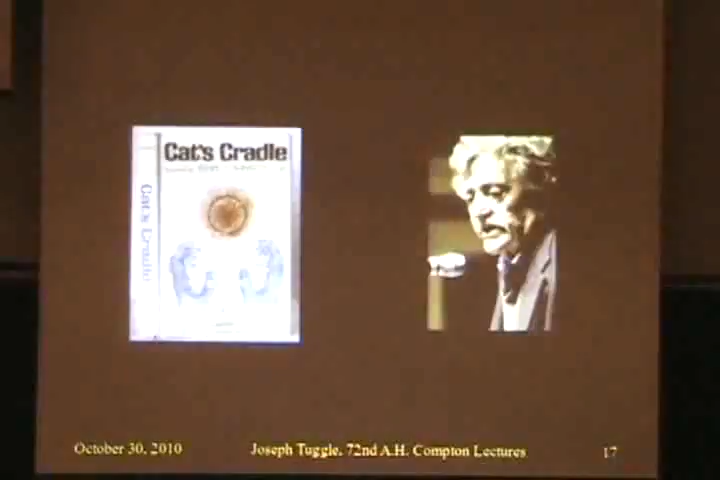 Cat's Cradle
Cat's Cradle
October 30, 2010
Joseph Tuggle, 72nd A.H. Compton Lectures
17